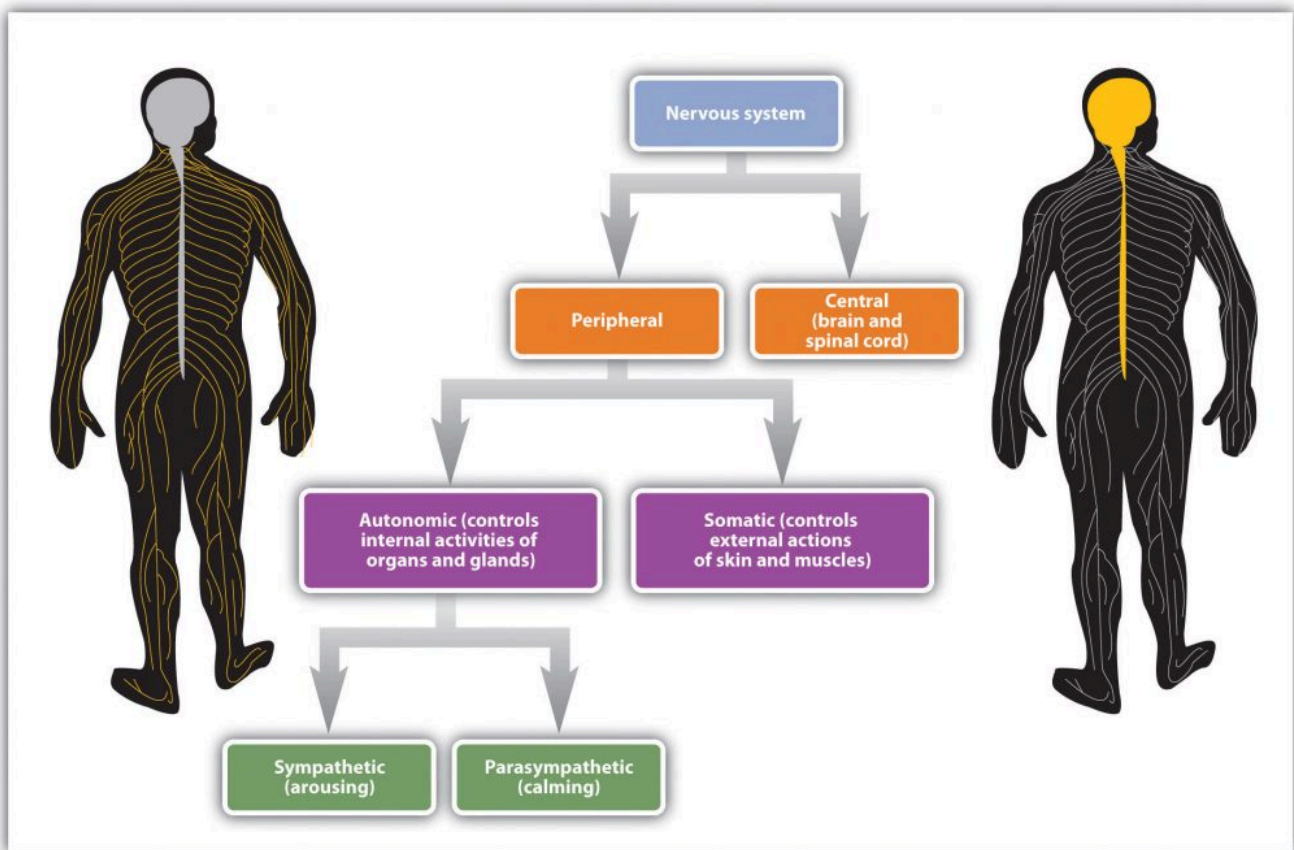 Nervous system
Peripheral
Central
(brain and
spinal cord)
Autonomic (controls
internal activities of
organs and glands)
Somatic (controls
external actions
of skin and muscles)
Sympathetic
(arousing)
Parasympathetic
(calming)